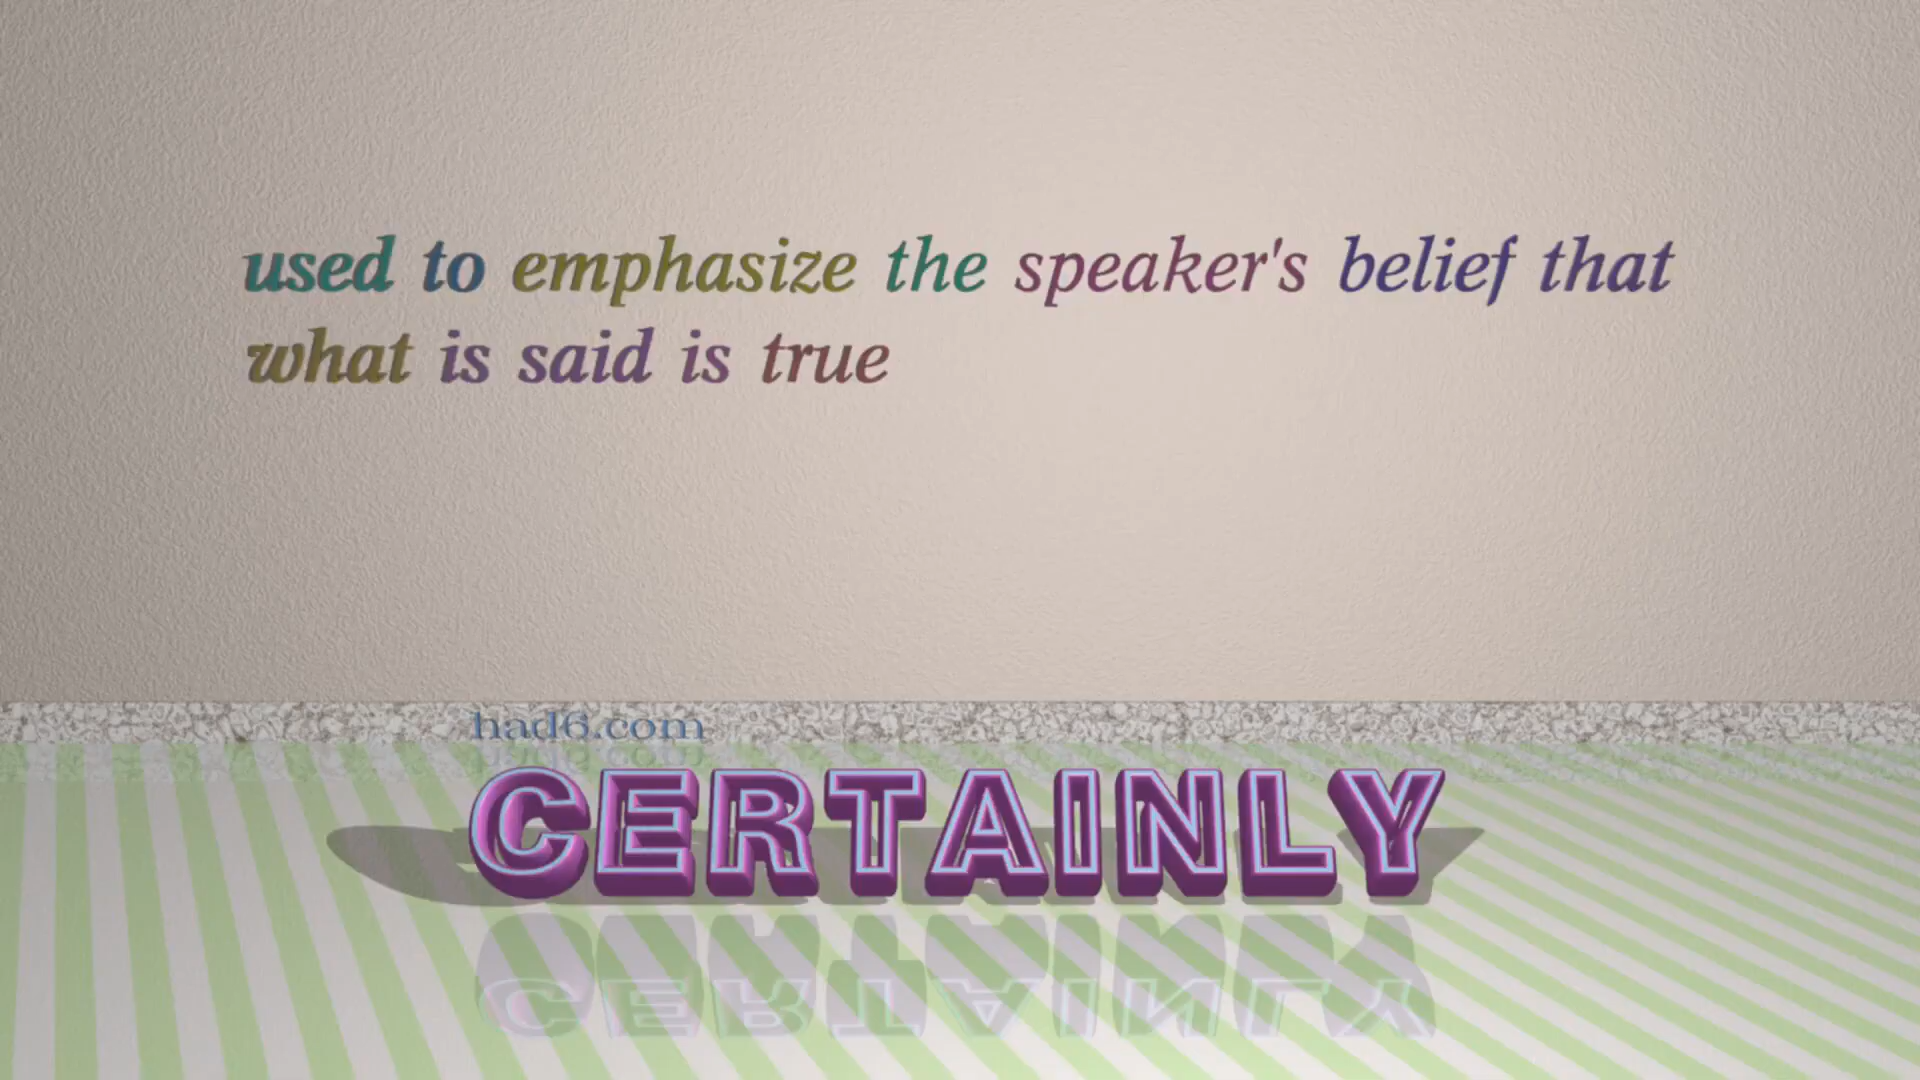 used to emphasize the speaker's belief that
what is said is true
had6.com
CERTAINLY